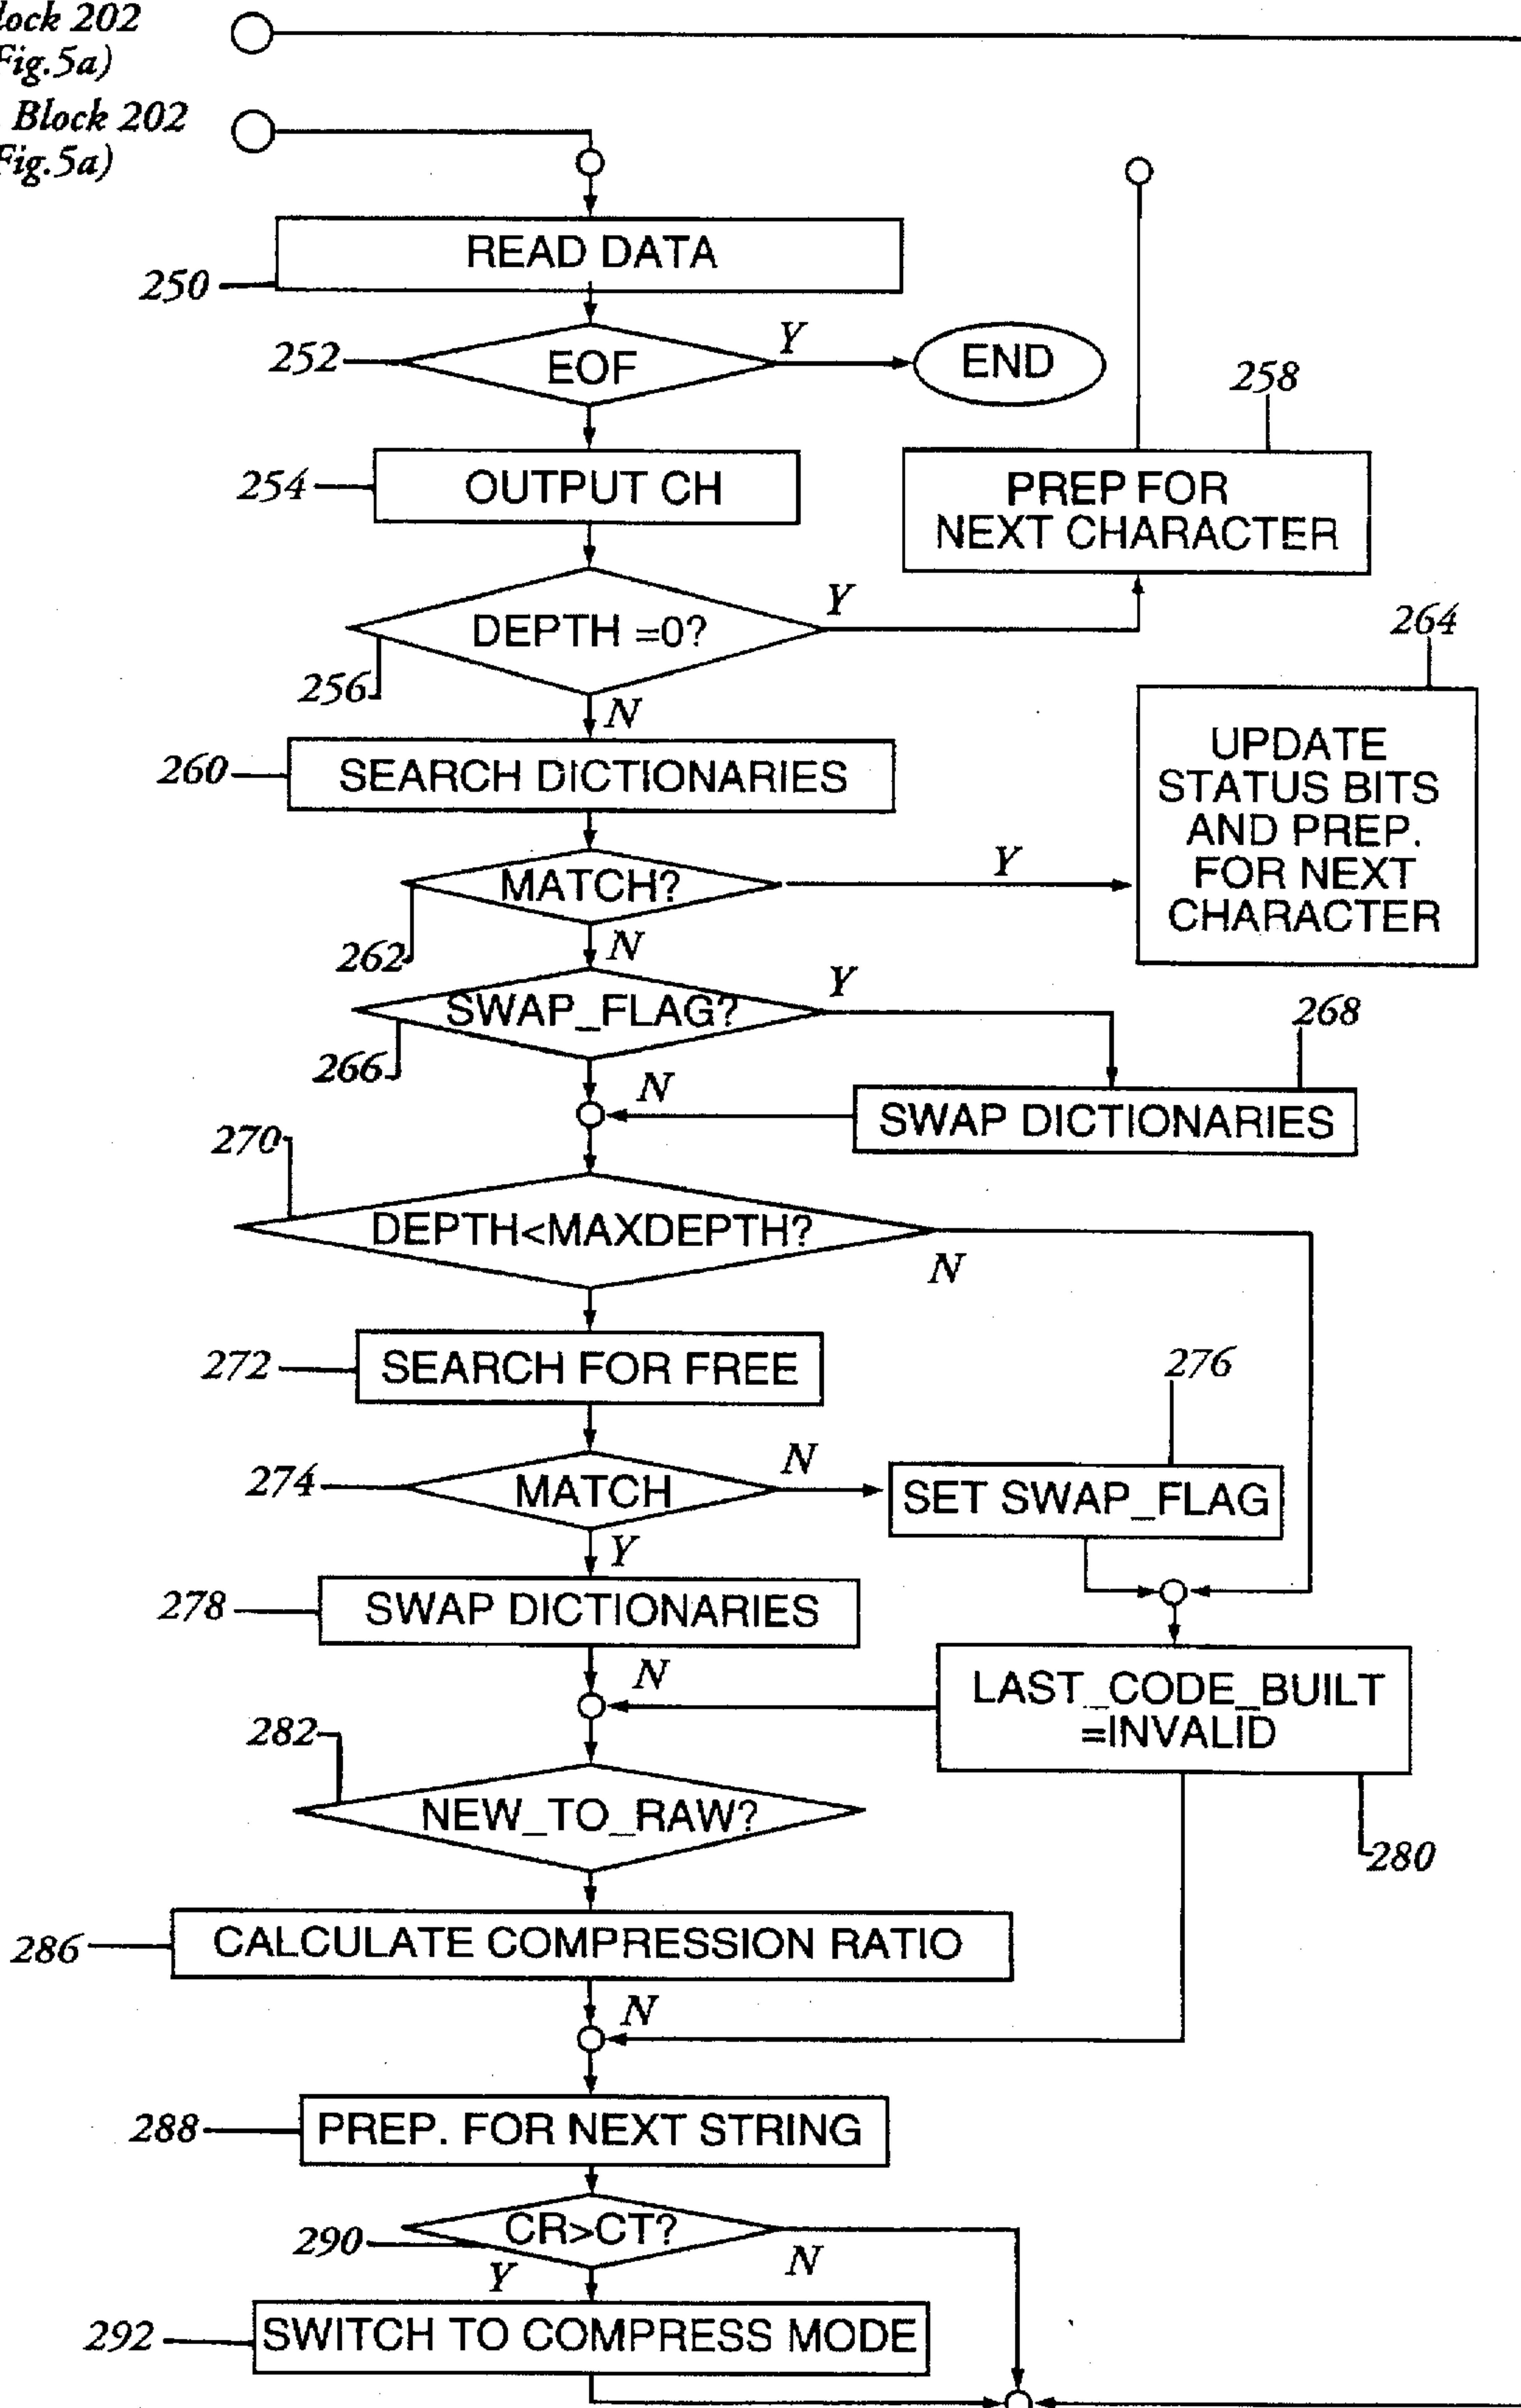 lock 202
Fig.5a)
Block 202
Fig.5a)
READ DATA
250
252
EOF
Y
END
258
254
OUTPUT CH
PREP FOR
NEXT CHARACTER
DEPTH =0?
Y
256
N
264
260
SEARCH DICTIONARIES
UPDATE
STATUS BITS
AND PREP.
FOR NEXT
CHARACTER
MATCH?
Y
262
N
SWAP_FLAG?
Y
266
268
N
SWAP DICTIONARIES
270
DEPTH<MAXDEPTH?
N
272
SEARCH FOR FREE
276
274
MATCH
N
SET SWAP_FLAG
Y
278
SWAP DICTIONARIES
N
LAST_CODE_BUILT
=INVALID
282
NEW_TO_RAW?
280
286
CALCULATE COMPRESSION RATIO
N
288
PREP. FOR NEXT STRING
290
CR>CT?
Y
N
292
SWITCH TO COMPRESS MODE